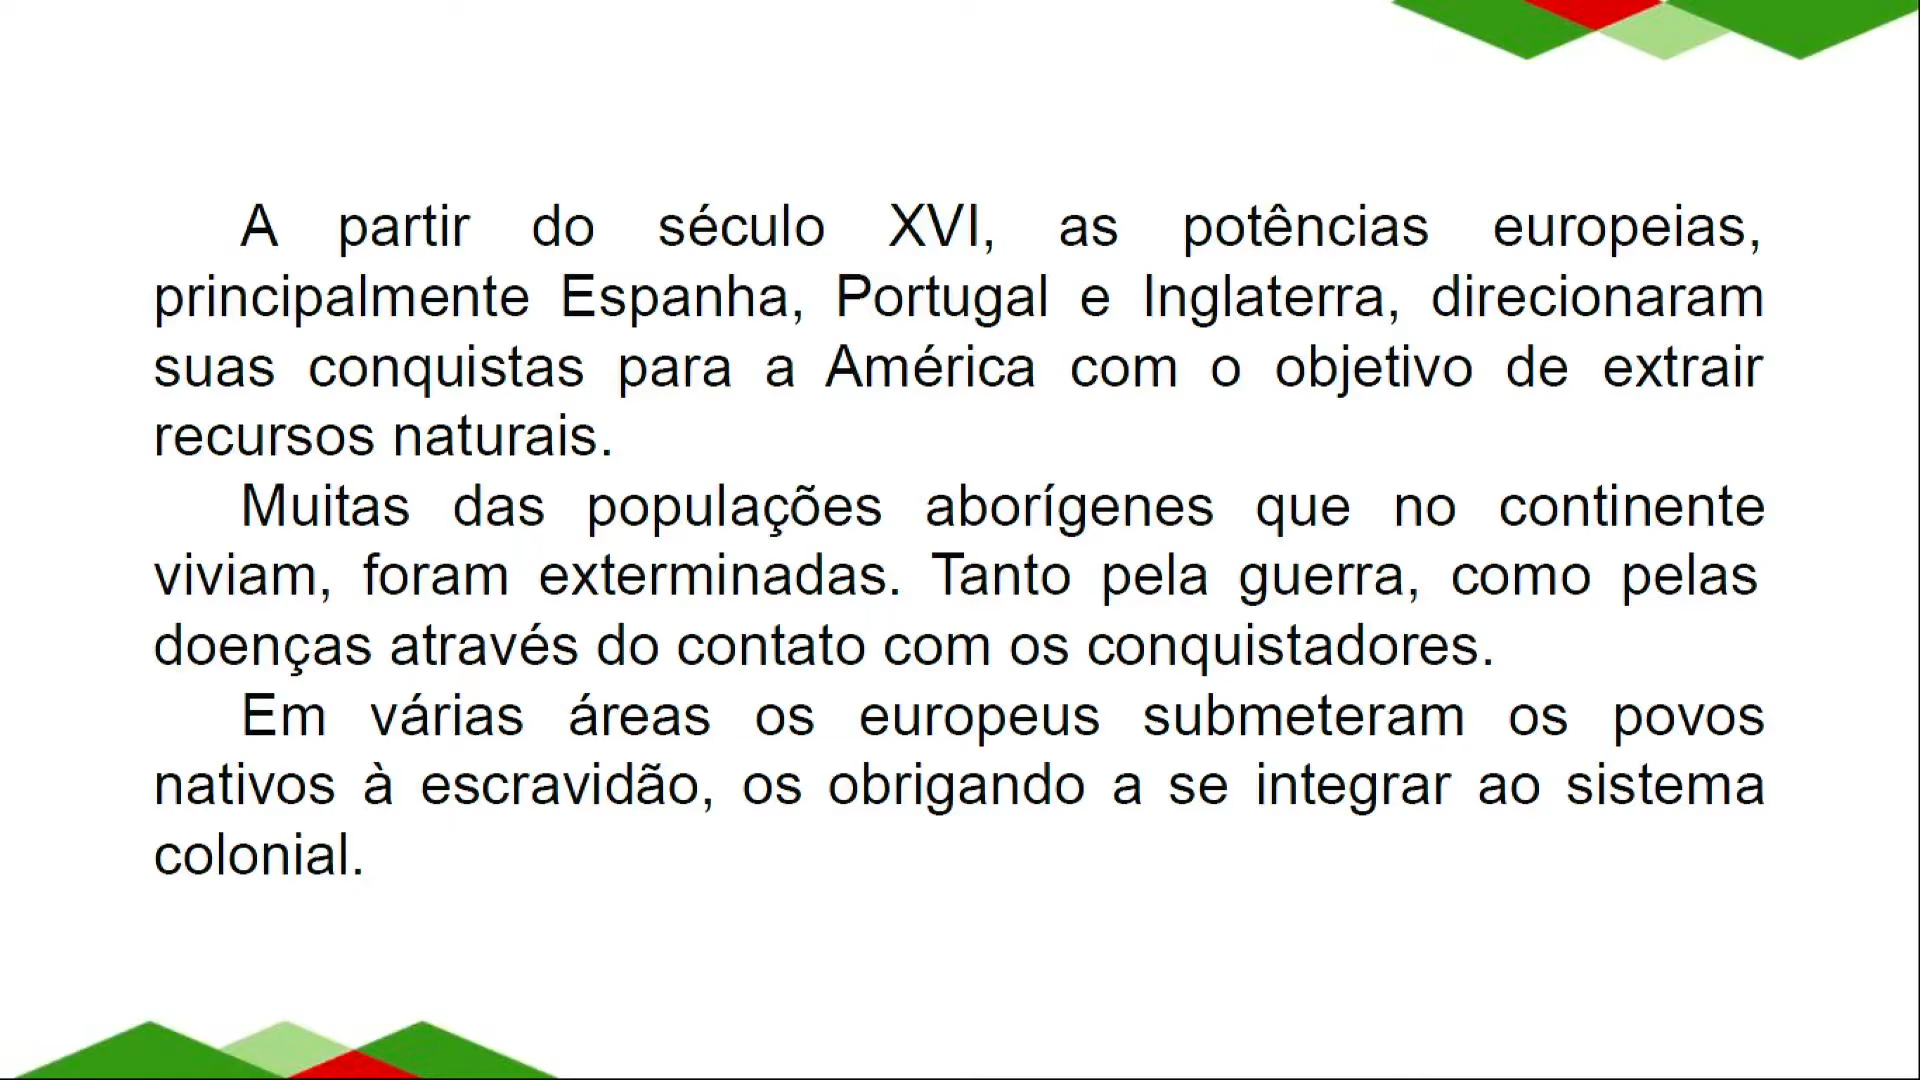 A partir do século XVI, as potências europeias,
principalmente Espanha, Portugal e Inglaterra, direcionaram
suas conquistas para a América com o objetivo de extrair
recursos naturais.
Muitas das populações aborígenes que no continente
viviam, foram exterminadas. Tanto pela guerra, como pelas
doenças através do contato com os conquistadores.
Em várias áreas os europeus submeteram os povos
nativos à escravidão, os obrigando a se integrar ao sistema
colonial.